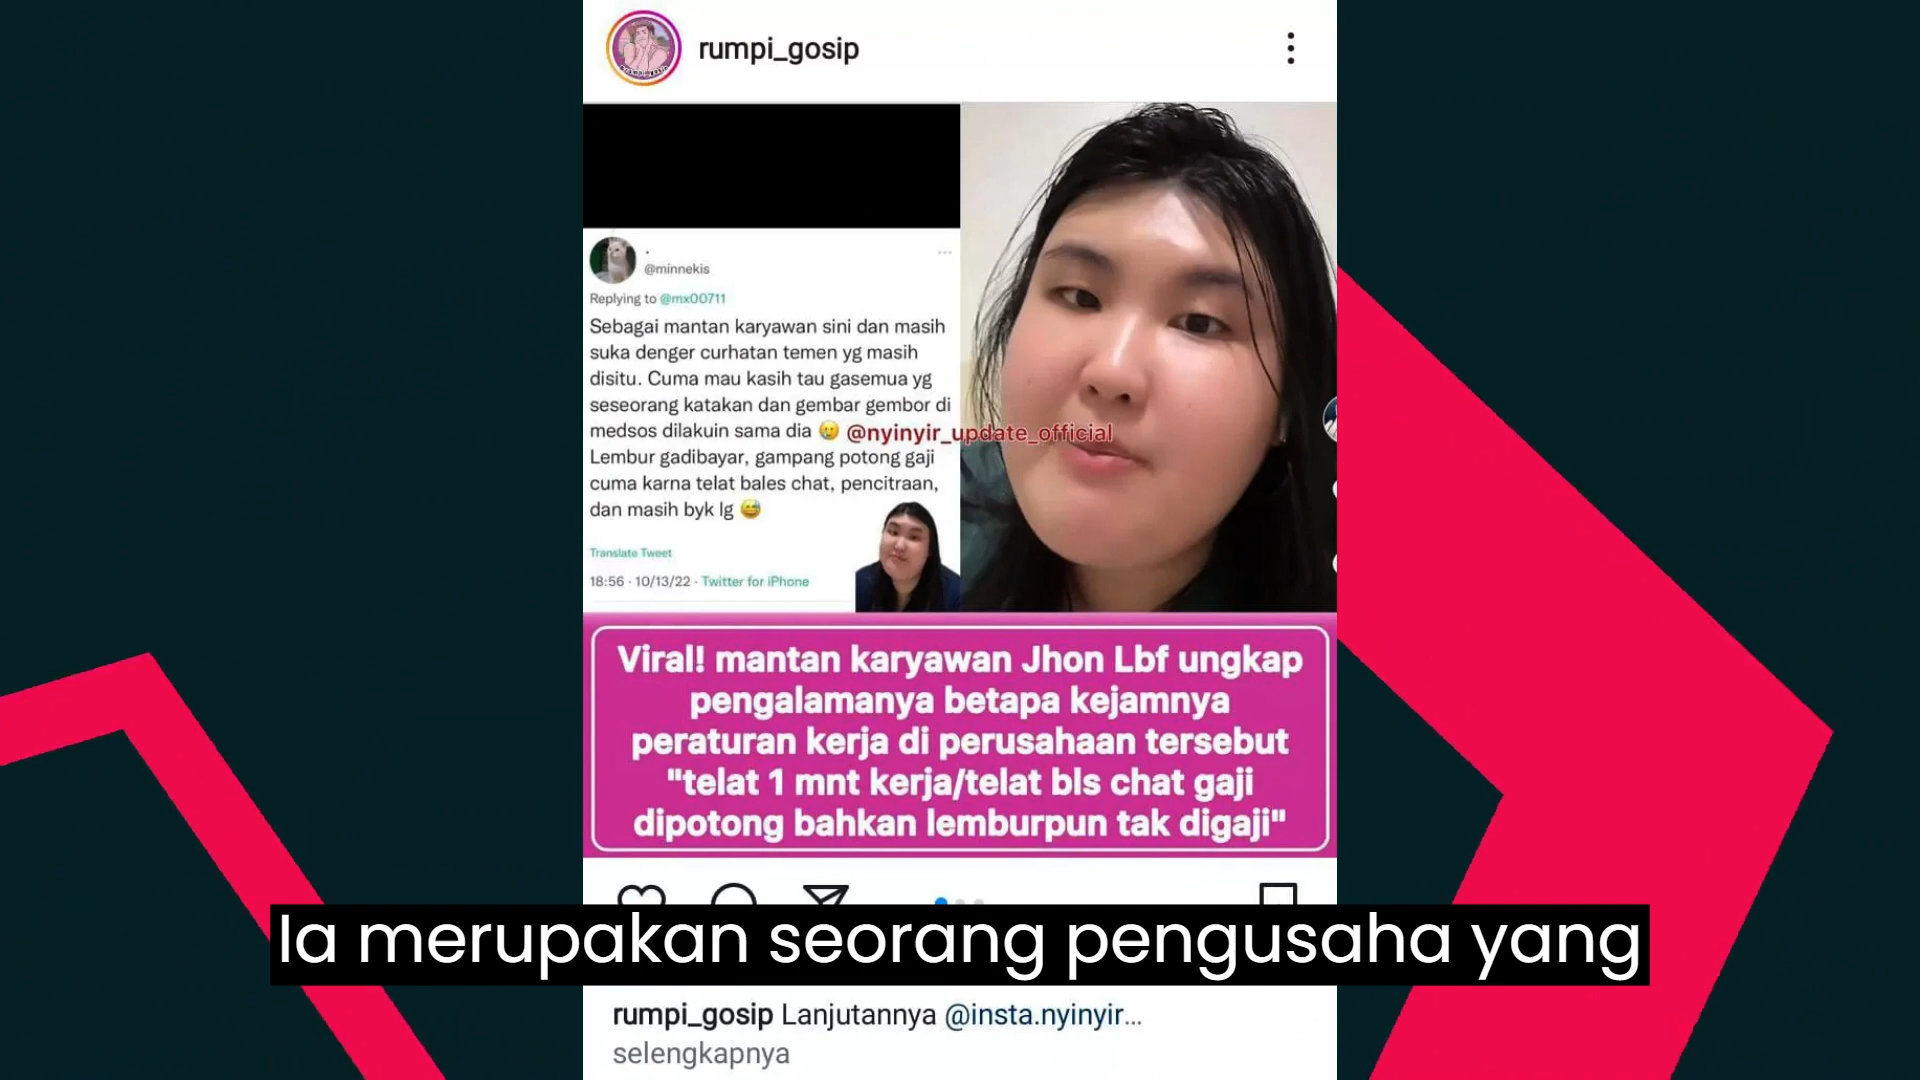 rumpi_gosip
.
@minnekis
Replying to @mx00711
Sebagai mantan karyawan sini dan masih
suka denger curhatan temen yg masih
disitu. Cuma mau kasih tau gasemua yg
seseorang katakan dan gembar gembor di
medsos dilakuin sama dia 🥲 @nyinyir_update_official
Lembur gadibayar, gampang potong gaji
cuma karna telat bales chat, pencitraan,
dan masih byk lg 😅
Translate Tweet
18:56 · 10/13/22 · Twitter for iPhone
Viral! mantan karyawan Jhon Lbf ungkap
pengalamanya betapa kejamnya
peraturan kerja di perusahaan tersebut
"telat 1 mnt kerja/telat bls chat gaji
dipotong bahkan lemburpun tak digaji"
Ia merupakan seorang pengusaha yang
rumpi_gosip Lanjutannya @insta.nyinyir...
selengkapnya